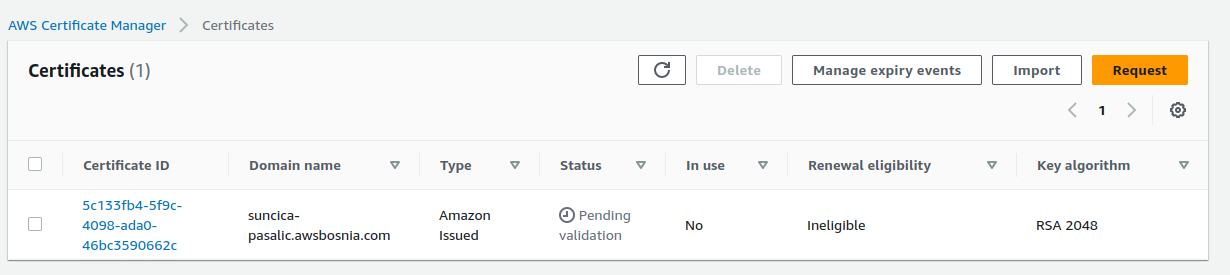 AWS Certificate Manager > Certificates
Certificates (1)
Delete
Manage expiry events
Import
Request
1
Certificate ID Domain name Type Status In use Renewal eligibility Key algorithm
5c133fb4-5f9c-
4098-ada0-
46bc3590662c
suncica-
pasalic.awsbosnia.com
Amazon
Issued
Pending
validation
No
Ineligible
RSA 2048